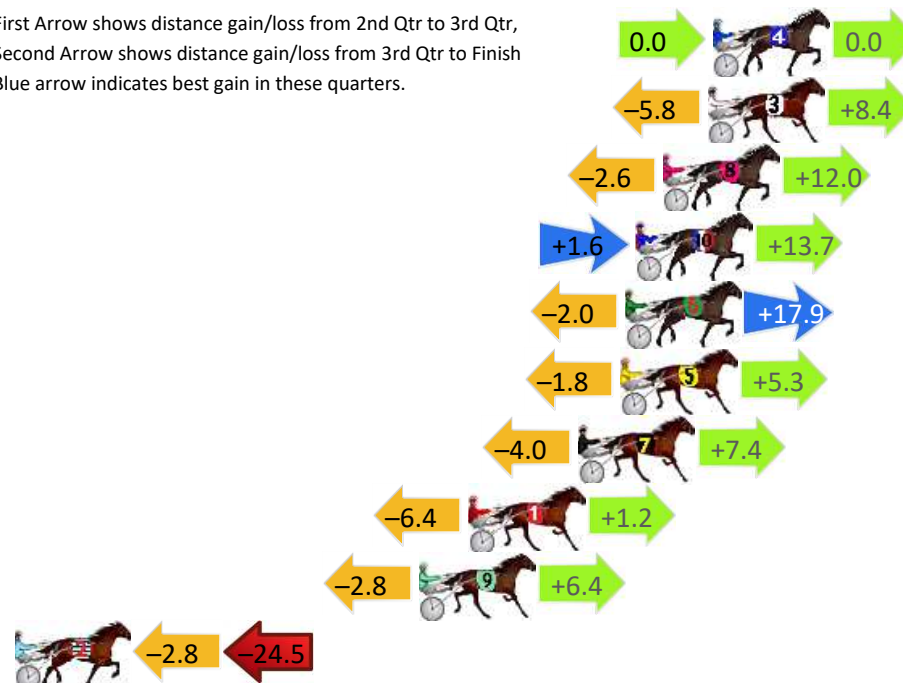 First Arrow shows distance gain/loss from 2nd Qtr to 3rd Qtr,
Second Arrow shows distance gain/loss from 3rd Qtr to Finish
Blue arrow indicates best gain in these quarters.
0.0 4 0.0
–5.8 3 +8.4
–2.6 8 +12.0
+1.6 10 +13.7
–2.0 6 +17.9
–1.8 5 +5.3
–4.0 7 +7.4
–6.4 1 +1.2
–2.8 9 +6.4
2 –2.8 –24.5